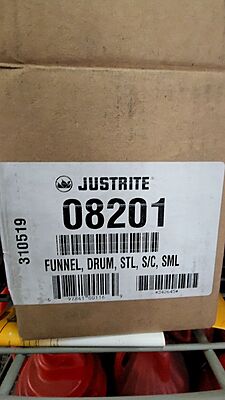 JUSTRITE®
08201
310519
FUNNEL, DRUM, STL, S/C, SML